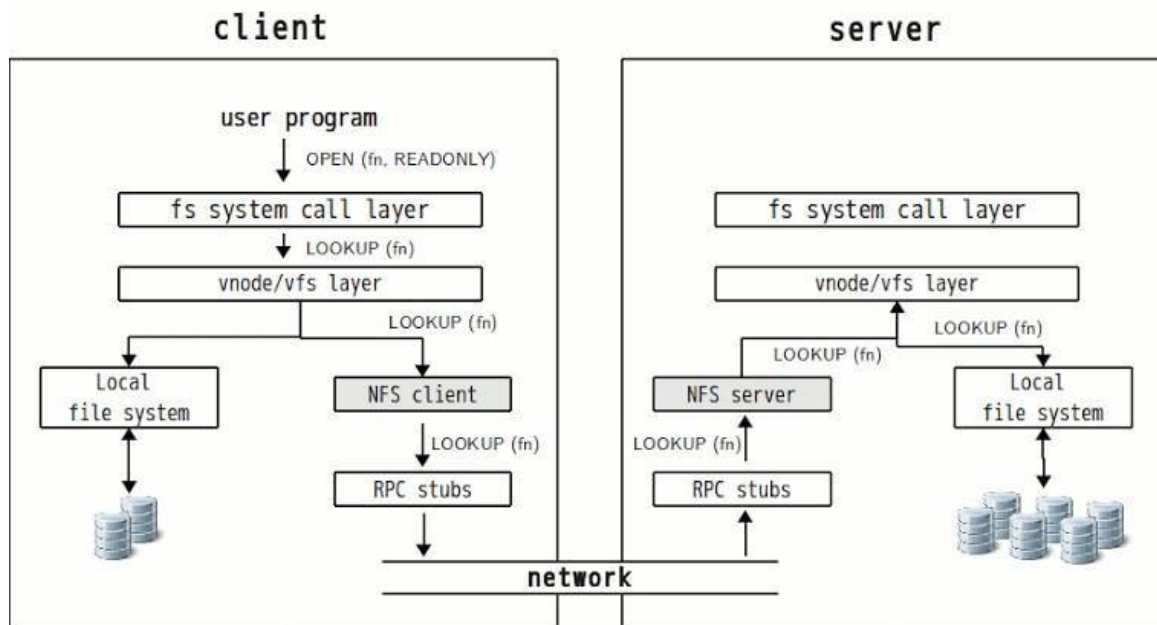 client
server
user program
OPEN (fn, READONLY)
fs system call layer
fs system call layer
LOOKUP (fn)
vnode/vfs layer
vnode/vfs layer
LOOKUP (fn)
LOOKUP (fn)
LOOKUP (fn)
Local
file system
NFS client
NFS server
Local
file system
LOOKUP (fn)
LOOKUP (fn)
RPC stubs
RPC stubs
network